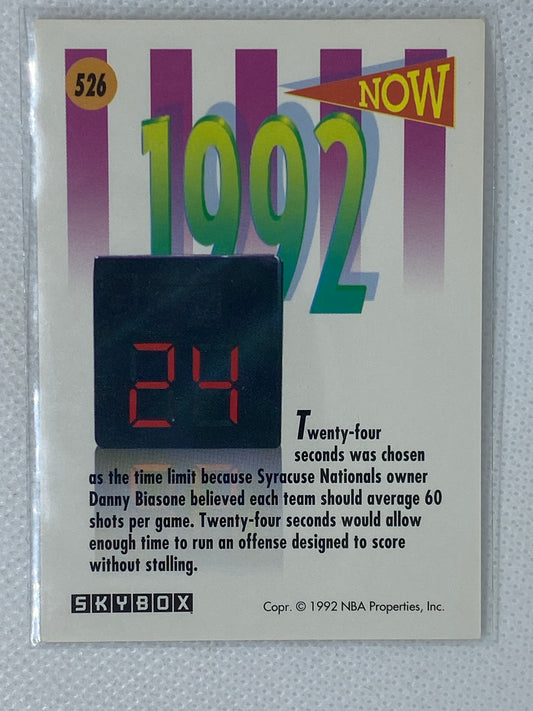 526
NOW
1992
24
Twenty-four
seconds was chosen
as the time limit because Syracuse Nationals owner
Danny Biasone believed each team should average 60
shots per game. Twenty-four seconds would allow
enough time to run an offense designed to score
without stalling.
SKYBOX
Copr. © 1992 NBA Properties, Inc.